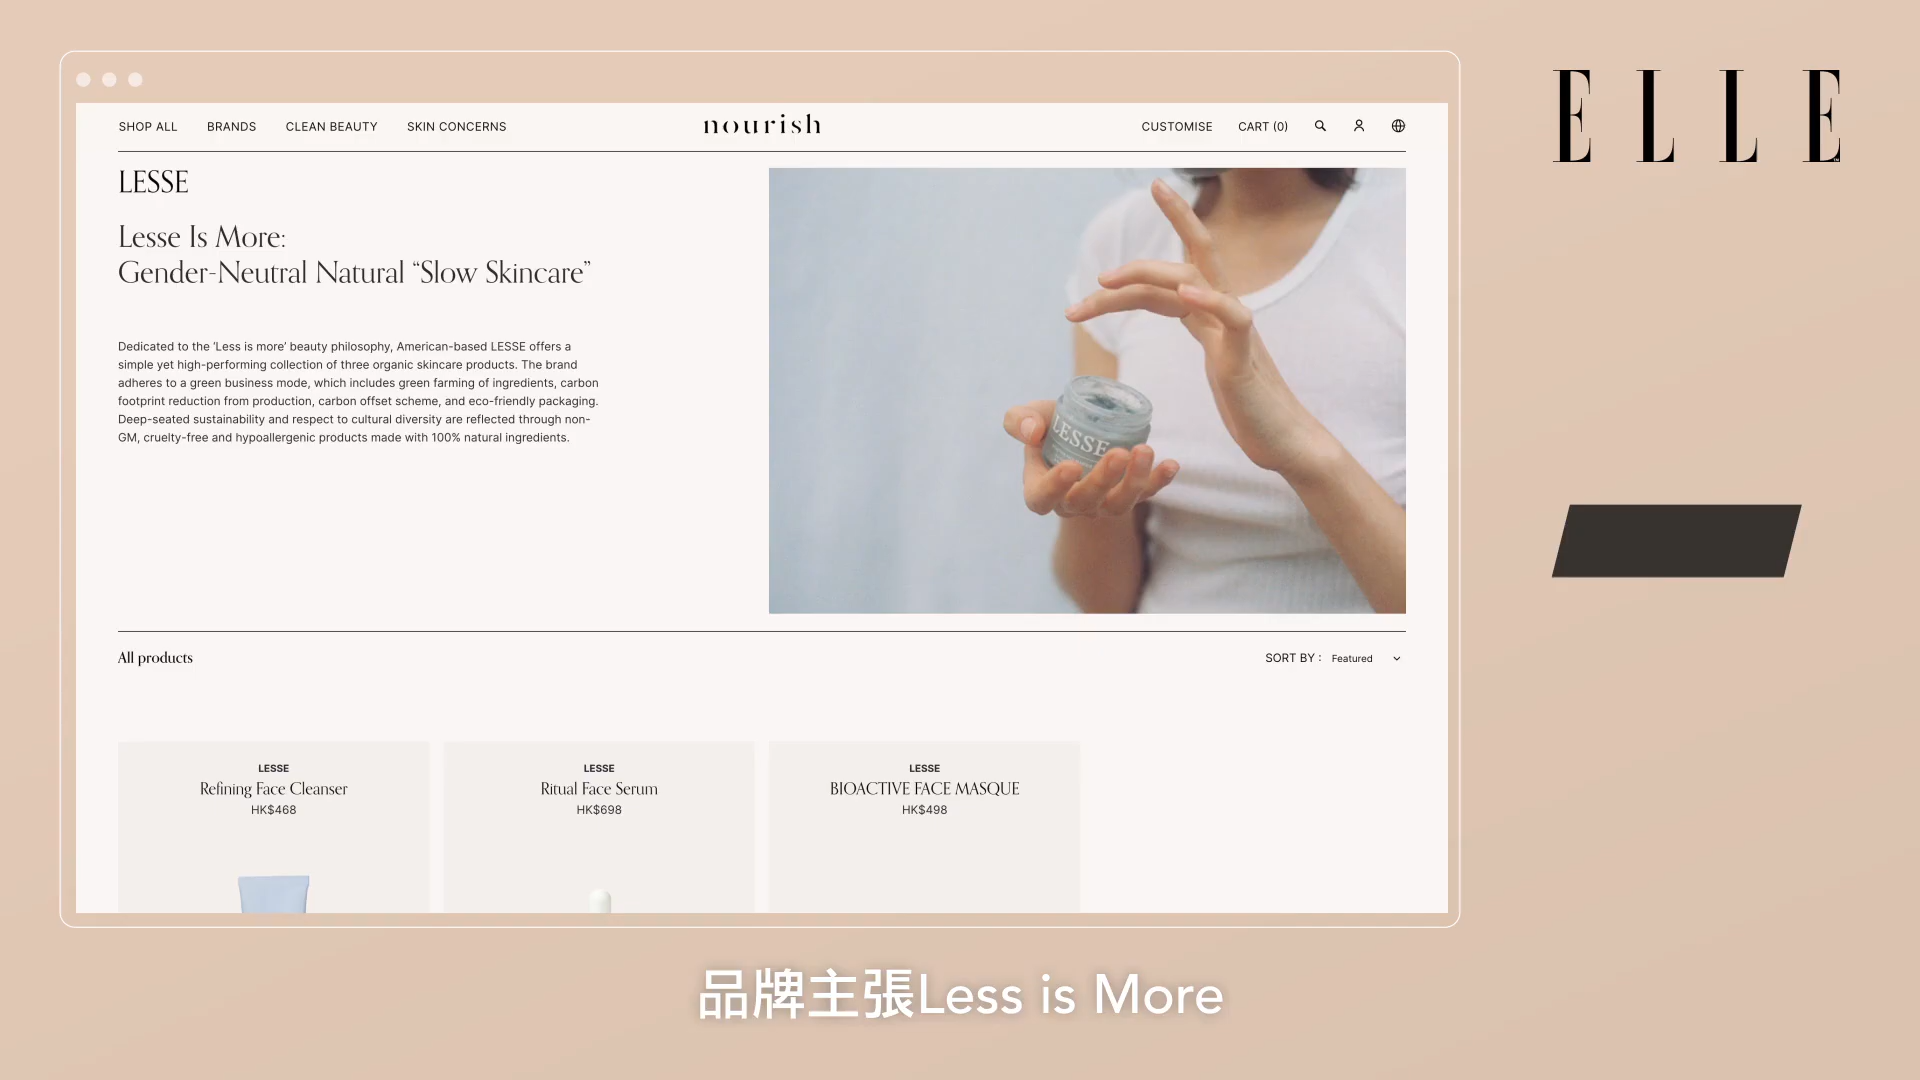 SHOP ALL BRANDS CLEAN BEAUTY SKIN CONCERNS nourish CUSTOMISE CART (0)
ELLE
LESSE
Lesse Is More:
Gender-Neutral Natural “Slow Skincare”
Dedicated to the ‘Less is more’ beauty philosophy, American-based LESSE offers a
simple yet high-performing collection of three organic skincare products. The brand
adheres to a green business mode, which includes green farming of ingredients, carbon
footprint reduction from production, carbon offset scheme, and eco-friendly packaging.
Deep-seated sustainability and respect to cultural diversity are reflected through non-
GM, cruelty-free and hypoallergenic products made with 100% natural ingredients.
LESSE
All products
SORT BY : Featured
LESSE
Refining Face Cleanser
HK$468
LESSE
Ritual Face Serum
HK$698
LESSE
BIOACTIVE FACE MASQUE
HK$498
品牌主張Less is More